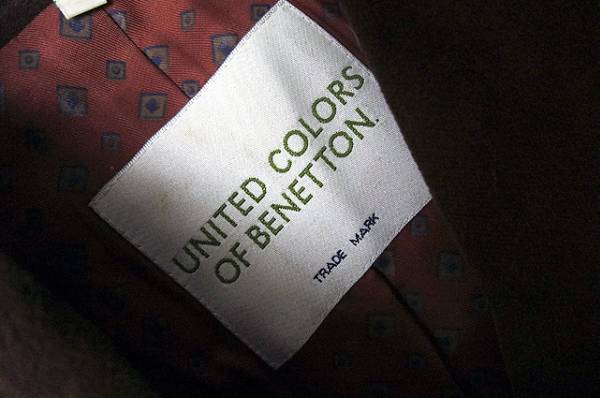 UNITED COLORS
OF BENETTON.
TRADE MARK